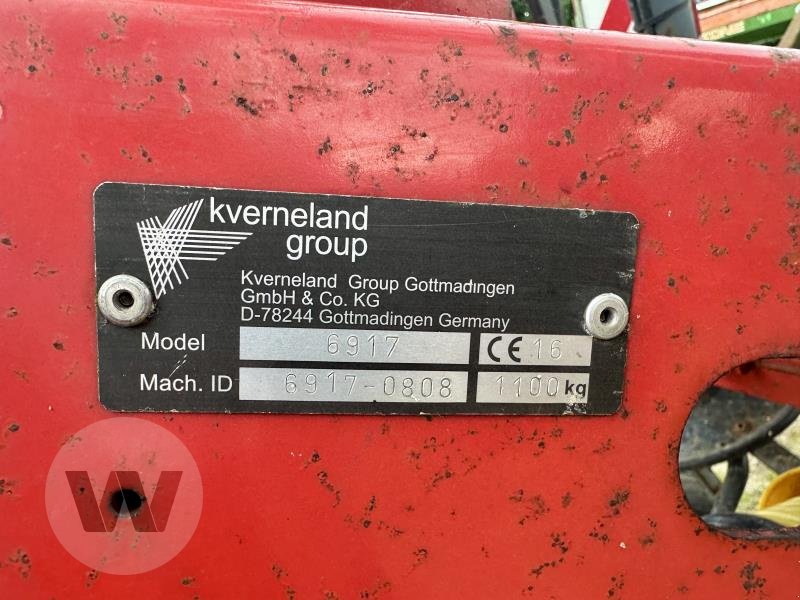 kverneland
group
Kverneland Group Gottmadingen
GmbH & Co. KG
D-78244 Gottmadingen Germany
Model 6917 CE 16
Mach. ID 6917-0808 1100 kg
W